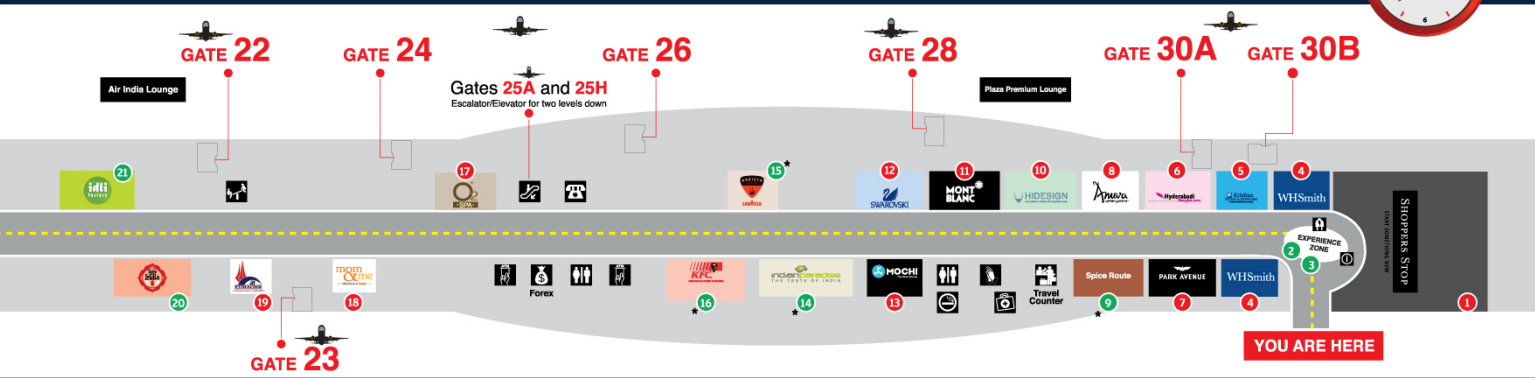 6
GATE 22
GATE 24
GATE 26
GATE 28
GATE 30A
GATE 30B
Air India Lounge
Gates 25A and 25H
Escalator/Elevator for two levels down
Plaza Premium Lounge
21
17
15
*
12
11
10
8
6
5
4
idli
factory
O2
SPA
LAVAZZA
SWAROVSKI
MONT
BLANC
HIDESIGN
Hyderabadi
Krishna
WHSmith
SHOPPERS STOP
START SOMETHING NEW
EXPERIENCE
ZONE
2
3
mom
&me
$
Forex
KFC
indianparadise
THE TASTE OF INDIA
MOCHI
Travel
Counter
Spice Route
PARK AVENUE
WHSmith
20
19
18
16
*
14
*
13
9
*
7
4
1
GATE 23
YOU ARE HERE